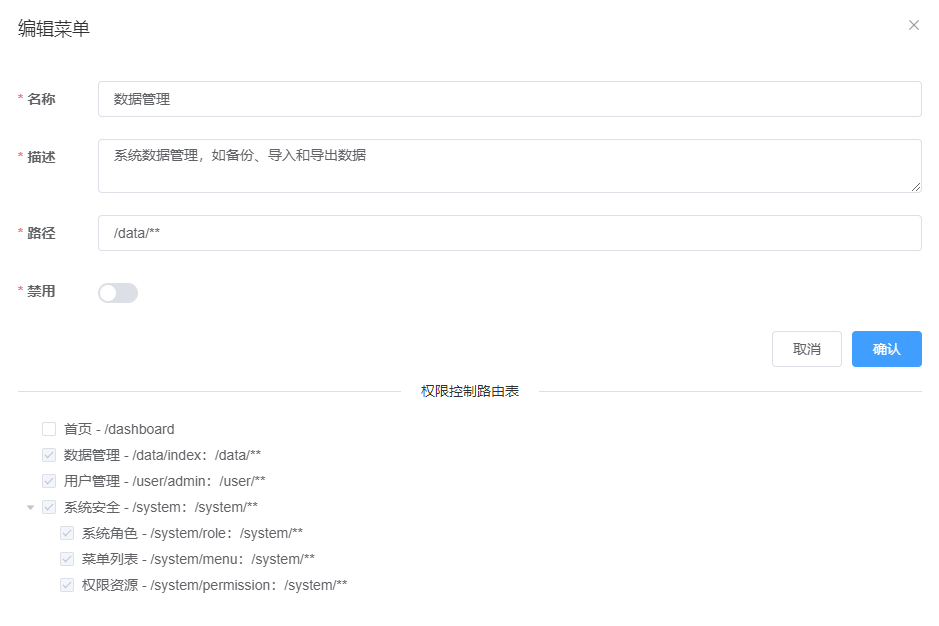 编辑菜单
* 名称
数据管理
* 描述
系统数据管理，如备份、导入和导出数据
* 路径
/data/**
* 禁用
取消
确认
权限控制路由表
首页 - /dashboard
数据管理 - /data/index：/data/**
用户管理 - /user/admin：/user/**
系统安全 - /system：/system/**
系统角色 - /system/role：/system/**
菜单列表 - /system/menu：/system/**
权限资源 - /system/permission：/system/**